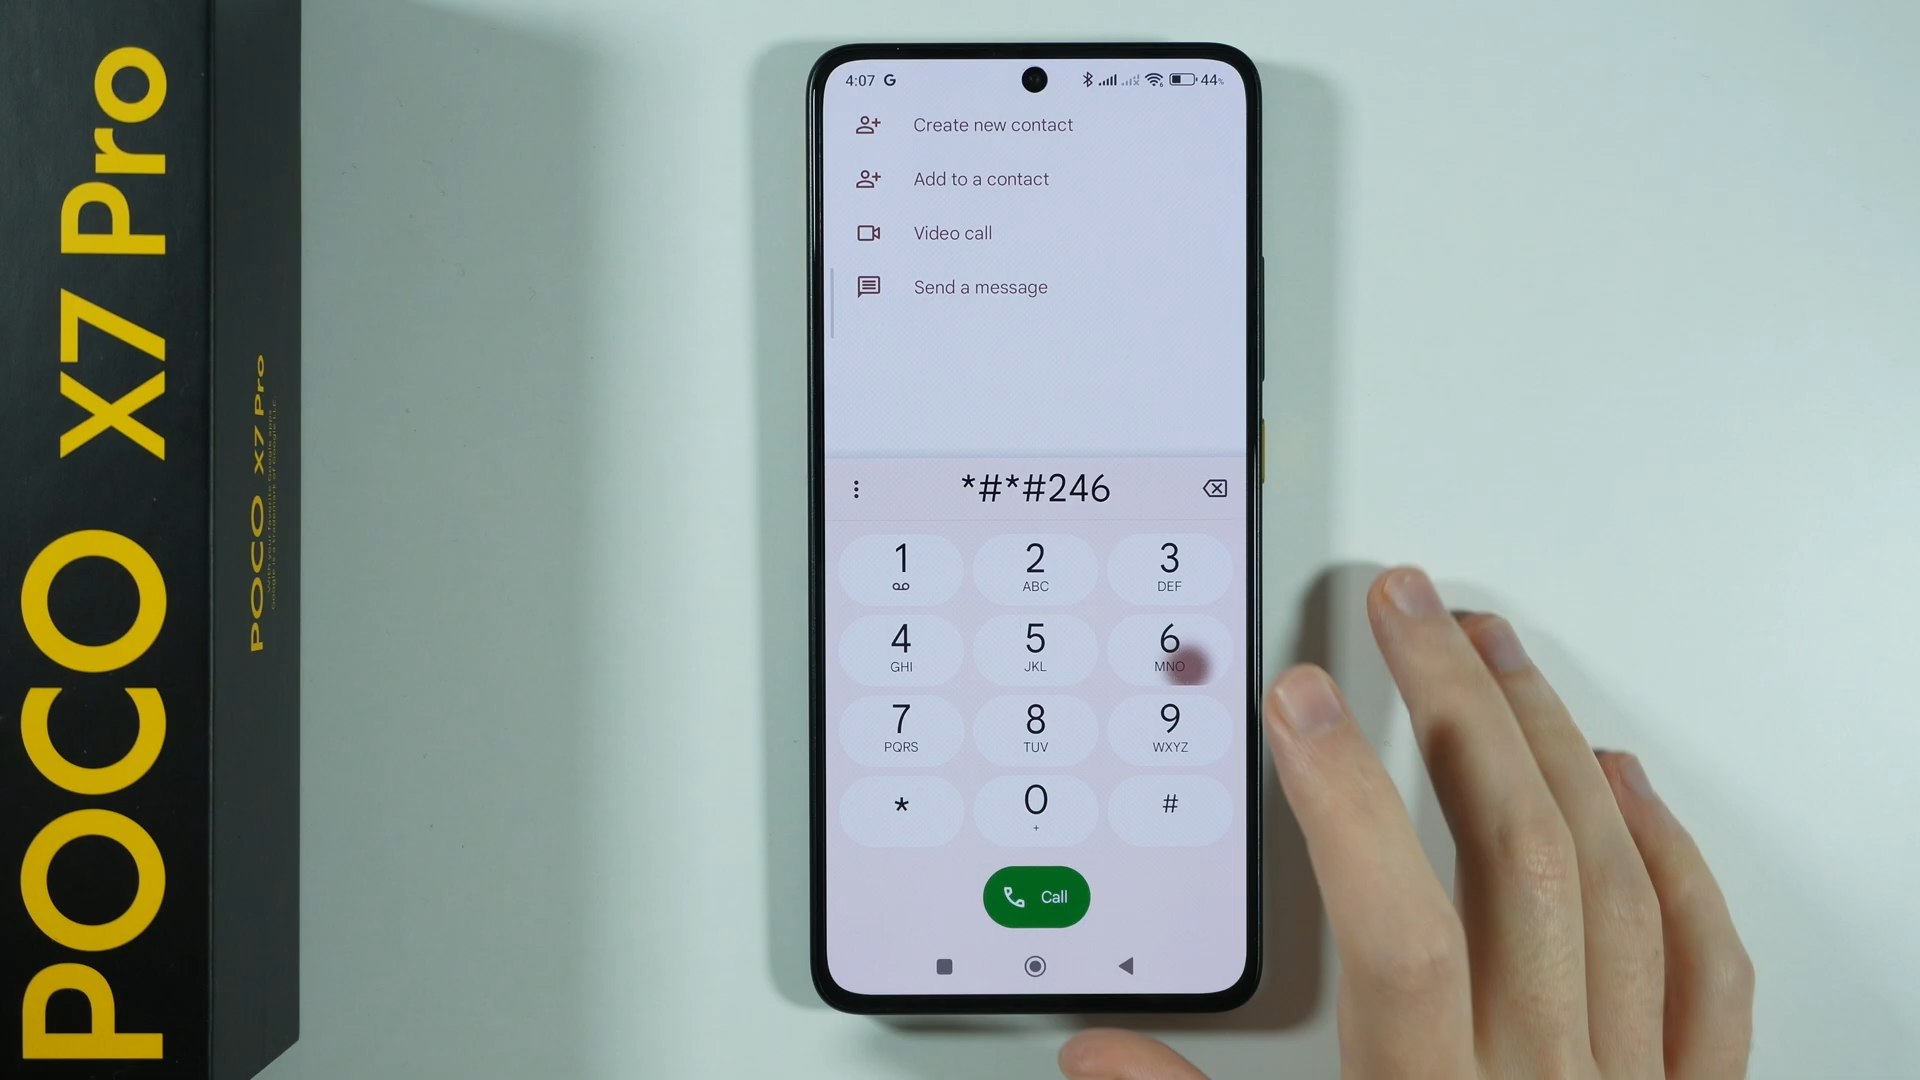 POCO X7 Pro
POCO X7 Pro
4:07 G 44%
Create new contact
Add to a contact
Video call
Send a message
*#*#246
1 2 3
ABC DEF
4 5 6
GHI JKL MNO
7 8 9
PQRS TUV WXYZ
* 0 #
+
Call